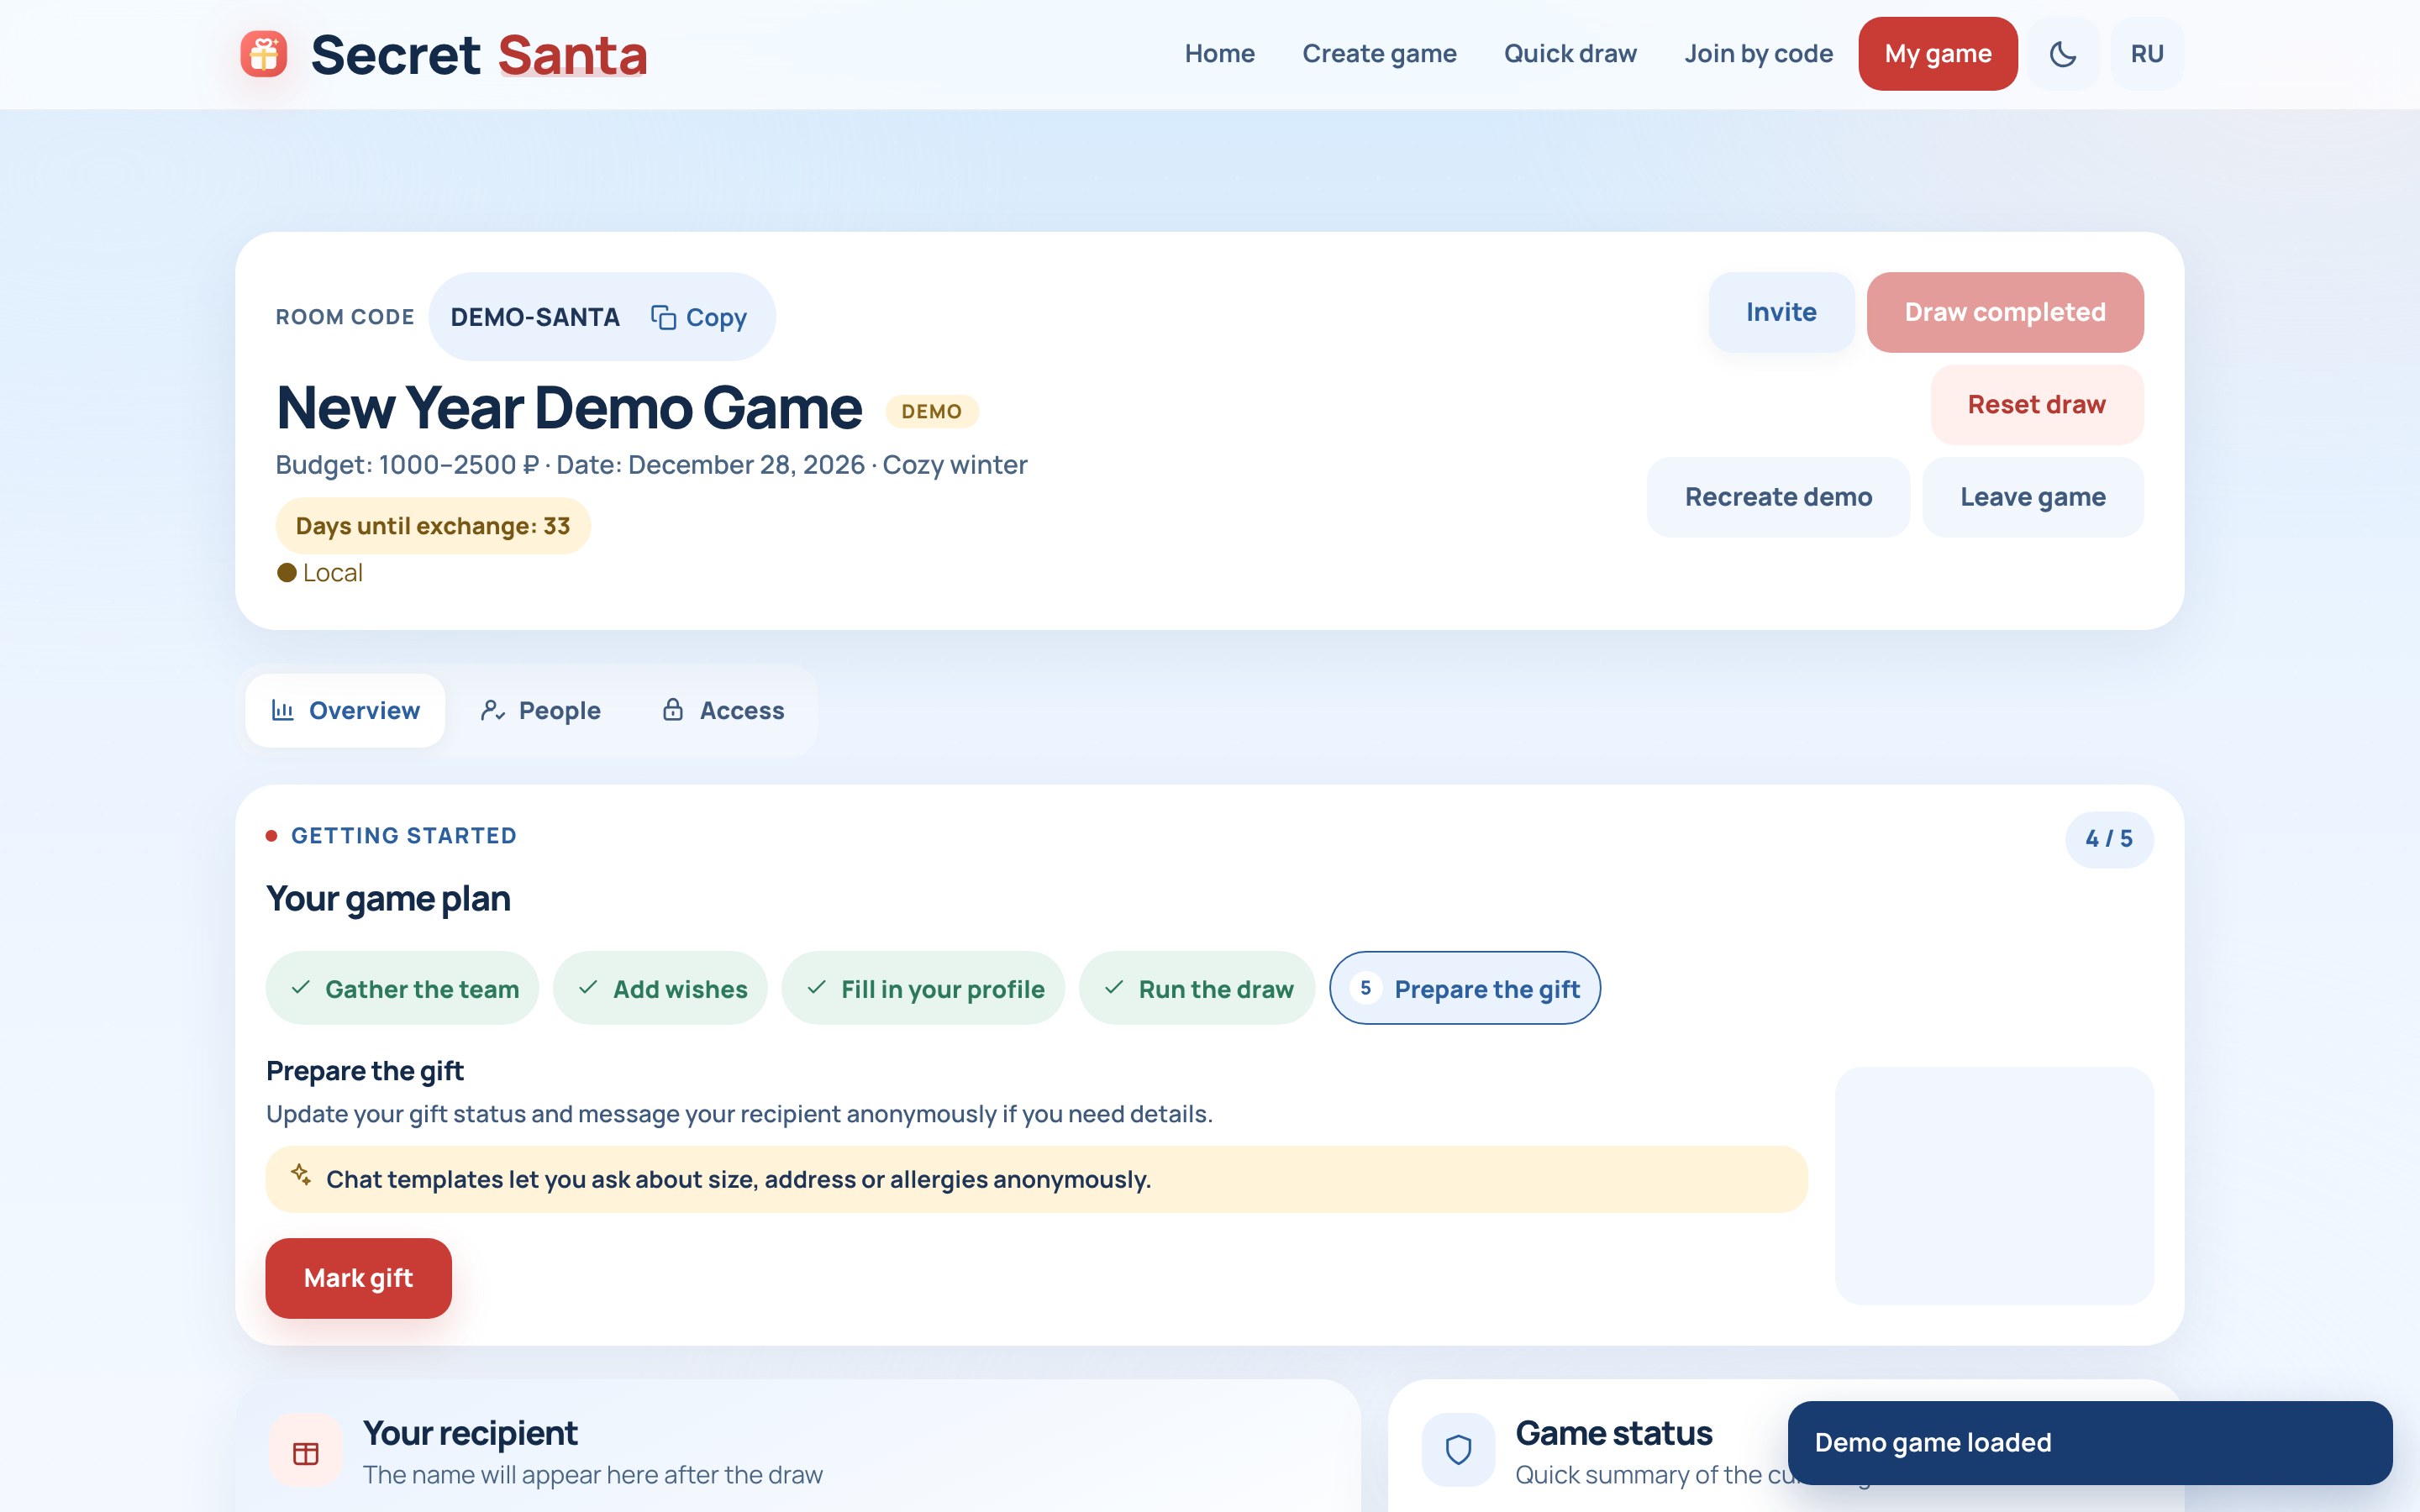 Secret Santa
Home
Create game
Quick draw
Join by code
My game
RU
ROOM CODE
DEMO-SANTA
Copy
Invite
Draw completed
New Year Demo Game
DEMO
Reset draw
Budget: 1000–2500 ₽ · Date: December 28, 2026 · Cozy winter
Recreate demo
Leave game
Days until exchange: 33
Local
Overview
People
Access
GETTING STARTED
4 / 5
Your game plan
Gather the team
Add wishes
Fill in your profile
Run the draw
5 Prepare the gift
Prepare the gift
Update your gift status and message your recipient anonymously if you need details.
Chat templates let you ask about size, address or allergies anonymously.
Mark gift
Your recipient
The name will appear here after the draw
Game status
Quick summary of the
Demo game loaded